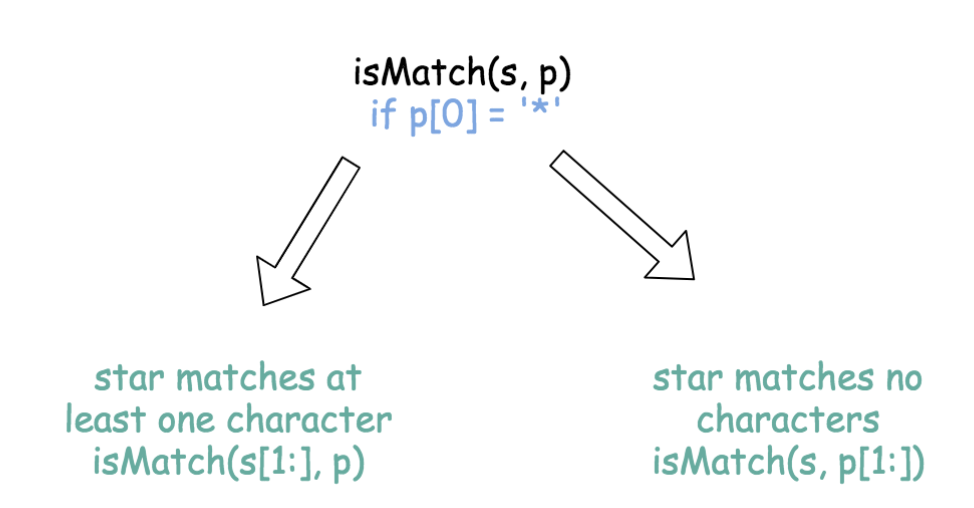 isMatch(s, p)
if p[0] = '*'
star matches at
least one character
isMatch(s[1:], p)
star matches no
characters
isMatch(s, p[1:])